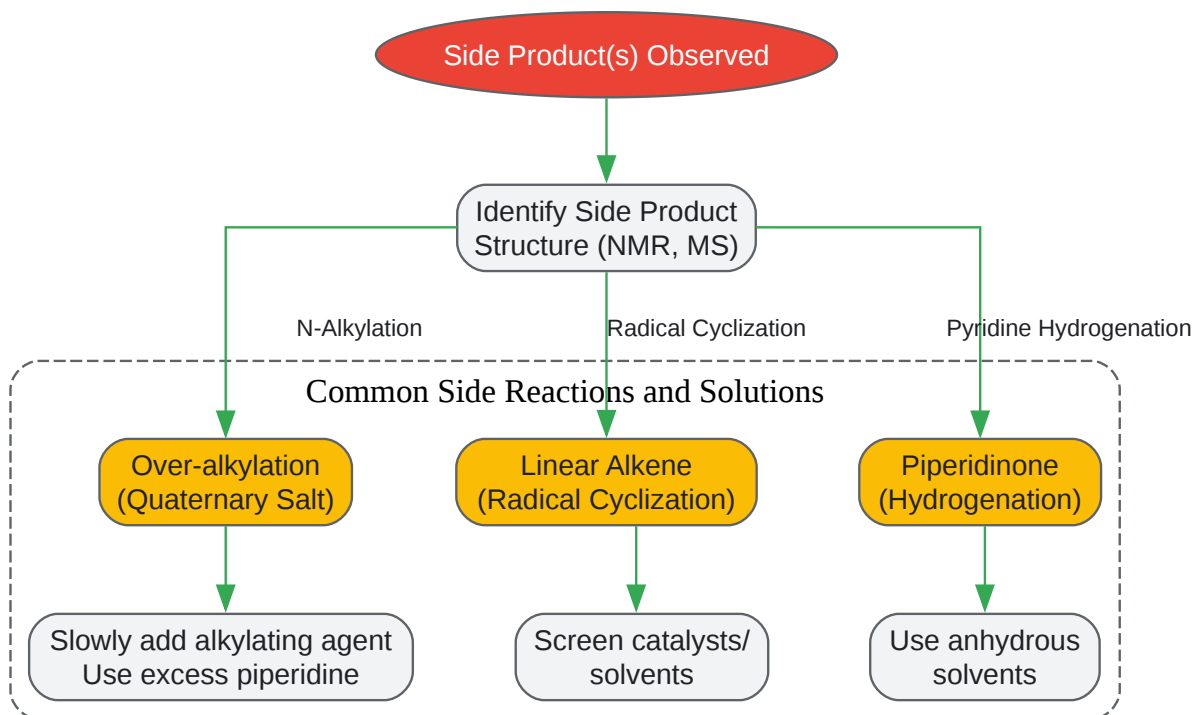 Side Product(s) Observed
Identify Side Product
Structure (NMR, MS)
N-Alkylation
Radical Cyclization
Pyridine Hydrogenation
Common Side Reactions and Solutions
Over-alkylation
(Quaternary Salt)
Linear Alkene
(Radical Cyclization)
Piperidinone
(Hydrogenation)
Slowly add alkylating agent
Use excess piperidine
Screen catalysts/
solvents
Use anhydrous
solvents